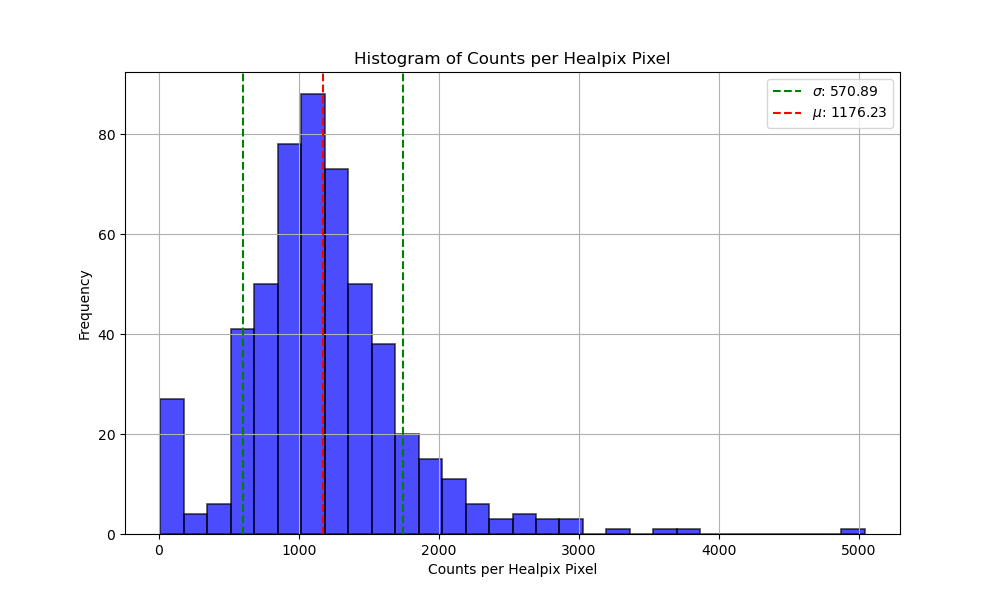 Histogram of Counts per Healpix Pixel
σ: 570.89
μ: 1176.23
Frequency
80
60
40
20
0
0 1000 2000 3000 4000 5000
Counts per Healpix Pixel